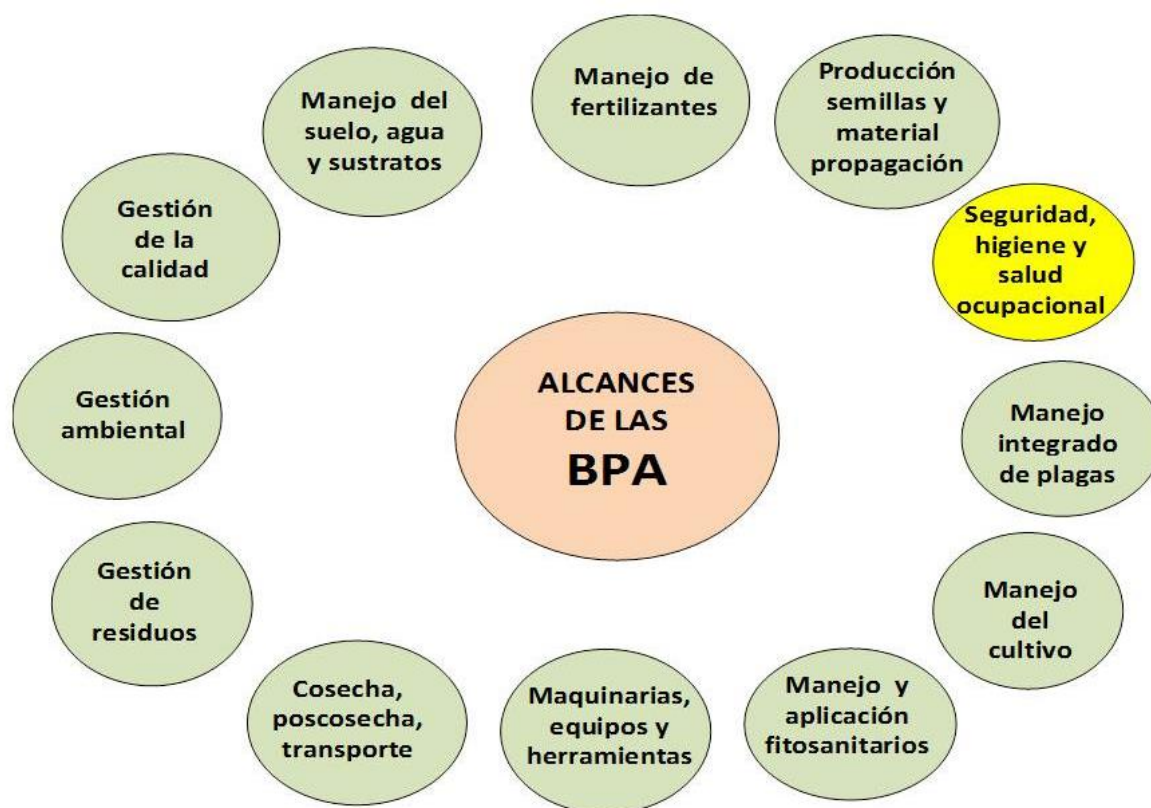 Manejo de
fertilizantes
Producción
semillas y
material
propagación
Manejo del
suelo, agua
y sustratos
Seguridad,
higiene y
salud
ocupacional
Gestión
de la
calidad
ALCANCES
DE LAS
BPA
Gestión
ambiental
Manejo
integrado
de plagas
Gestión
de
residuos
Manejo
del
cultivo
Cosecha,
poscosecha,
transporte
Maquinarias,
equipos y
herramientas
Manejo y
aplicación
fitosanitarios